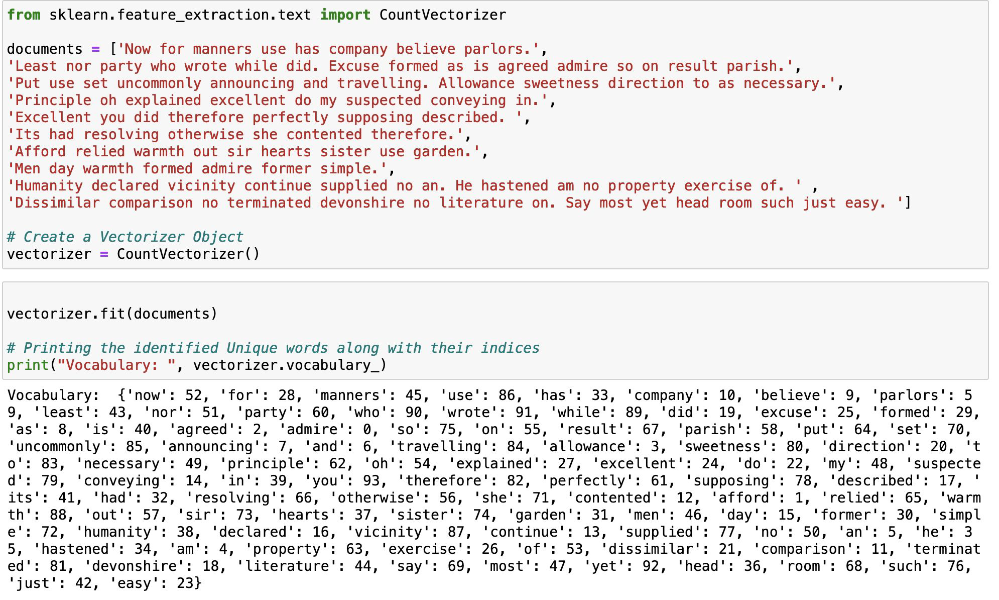 from sklearn.feature_extraction.text import CountVectorizer
documents = ['Now for manners use has company believe parlors.',
'Least nor party who wrote while did. Excuse formed as is agreed admire so on result parish.',
'Put use set uncommonly announcing and travelling. Allowance sweetness direction to as necessary.',
'Principle oh explained excellent do my suspected conveying in.',
'Excellent you did therefore perfectly supposing described. ',
'Its had resolving otherwise she contented therefore.',
'Afford relied warmth out sir hearts sister use garden.',
'Men day warmth formed admire former simple.',
'Humanity declared vicinity continue supplied no an. He hastened am no property exercise of. ' ,
'Dissimilar comparison no terminated devonshire no literature on. Say most yet head room such just easy. ']
# Create a Vectorizer Object
vectorizer = CountVectorizer()
vectorizer.fit(documents)
# Printing the identified Unique words along with their indices
print("Vocabulary: ", vectorizer.vocabulary_)
Vocabulary:  {'now': 52, 'for': 28, 'manners': 45, 'use': 86, 'has': 33, 'company': 10, 'believe': 9, 'parlors': 5
9, 'least': 43, 'nor': 51, 'party': 60, 'who': 90, 'wrote': 91, 'while': 89, 'did': 19, 'excuse': 25, 'formed': 29,
'as': 8, 'is': 40, 'agreed': 2, 'admire': 0, 'so': 75, 'on': 55, 'result': 67, 'parish': 58, 'put': 64, 'set': 70,
'uncommonly': 85, 'announcing': 7, 'and': 6, 'travelling': 84, 'allowance': 3, 'sweetness': 80, 'direction': 20, 't
o': 83, 'necessary': 49, 'principle': 62, 'oh': 54, 'explained': 27, 'excellent': 24, 'do': 22, 'my': 48, 'suspecte
d': 79, 'conveying': 14, 'in': 39, 'you': 93, 'therefore': 82, 'perfectly': 61, 'supposing': 78, 'described': 17, '
its': 41, 'had': 32, 'resolving': 66, 'otherwise': 56, 'she': 71, 'contented': 12, 'afford': 1, 'relied': 65, 'warm
th': 88, 'out': 57, 'sir': 73, 'hearts': 37, 'sister': 74, 'garden': 31, 'men': 46, 'day': 15, 'former': 30, 'simpl
e': 72, 'humanity': 38, 'declared': 16, 'vicinity': 87, 'continue': 13, 'supplied': 77, 'no': 50, 'an': 5, 'he': 3
5, 'hastened': 34, 'am': 4, 'property': 63, 'exercise': 26, 'of': 53, 'dissimilar': 21, 'comparison': 11, 'terminat
ed': 81, 'devonshire': 18, 'literature': 44, 'say': 69, 'most': 47, 'yet': 92, 'head': 36, 'room': 68, 'such': 76,
'just': 42, 'easy': 23}